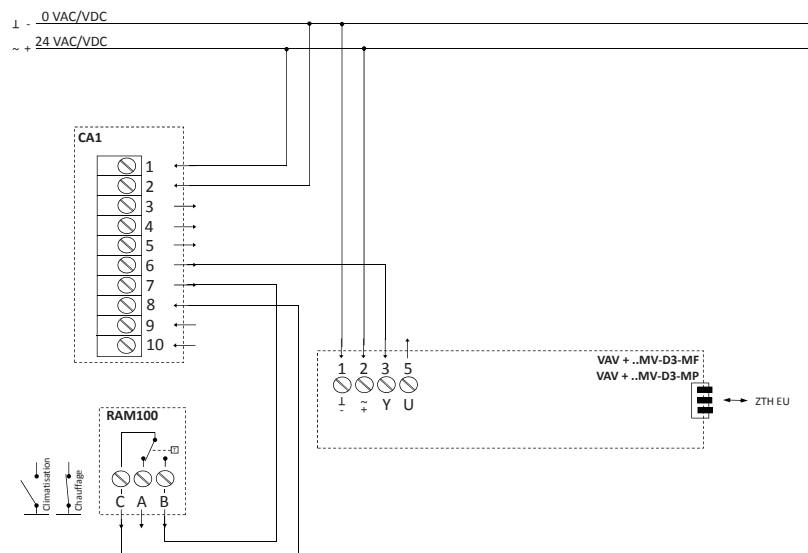 ⊥ - 0 VAC/VDC
~ + 24 VAC/VDC
CA1
1
2
3
4
5
6
7
8
9
10
VAV + ..MV-D3-MF
VAV + ..MV-D3-MP
1 2 3 5
⊥ ~ Y U
- +
ZTH EU
RAM100
T
C A B
Climatisation
Chauffage